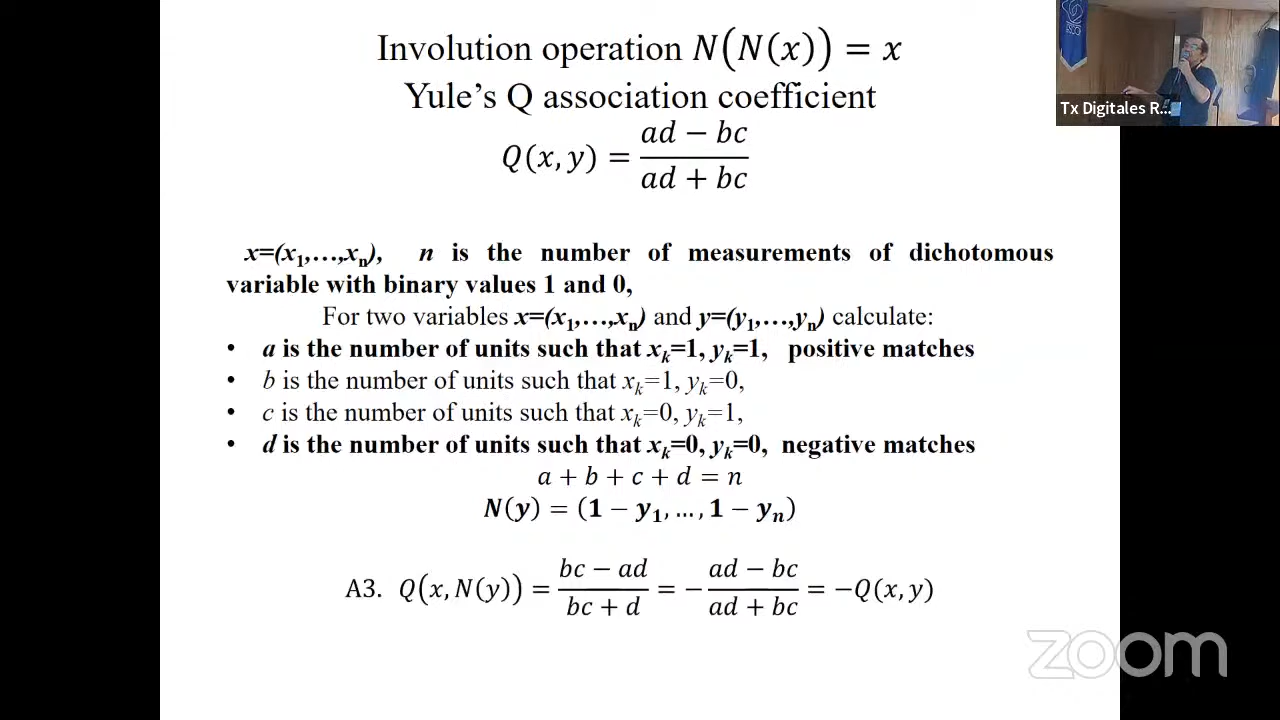 Involution operation N(N(x)) = x
Yule's Q association coefficient
Q(x, y) = (ad − bc)/(ad + bc)
x=(x₁,…,xₙ), n is the number of measurements of dichotomous
variable with binary values 1 and 0,
For two variables x=(x₁,…,xₙ) and y=(y₁,…,yₙ) calculate:
• a is the number of units such that xₖ=1, yₖ=1, positive matches
• b is the number of units such that xₖ=1, yₖ=0,
• c is the number of units such that xₖ=0, yₖ=1,
• d is the number of units such that xₖ=0, yₖ=0, negative matches
a + b + c + d = n
N(y) = (1 − y₁, …, 1 − yₙ)
A3. Q(x, N(y)) = (bc − ad)/(bc + d) = −(ad − bc)/(ad + bc) = −Q(x, y)
Tx Digitales R...
zoom